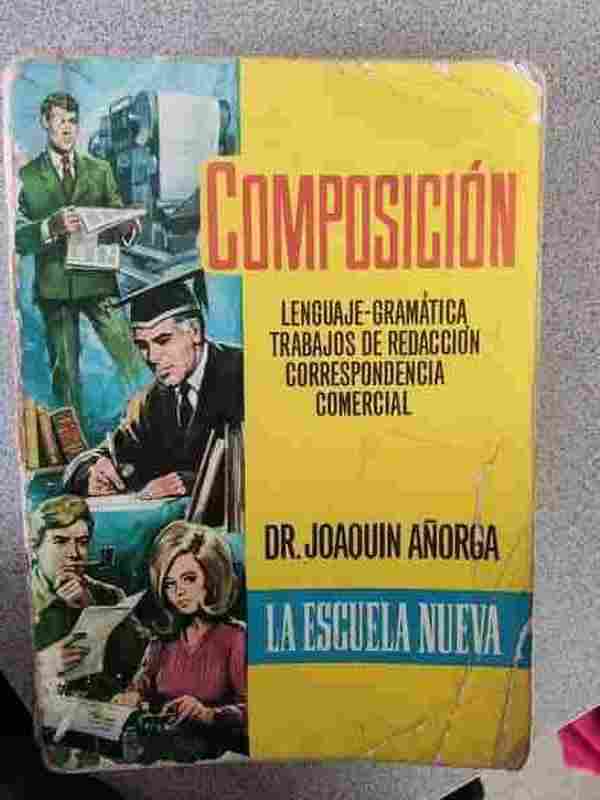 COMPOSICIÓN
LENGUAJE-GRAMÁTICA
TRABAJOS DE REDACCIÓN
CORRESPONDENCIA
COMERCIAL
DR. JOAQUIN AÑORGA
LA ESCUELA NUEVA